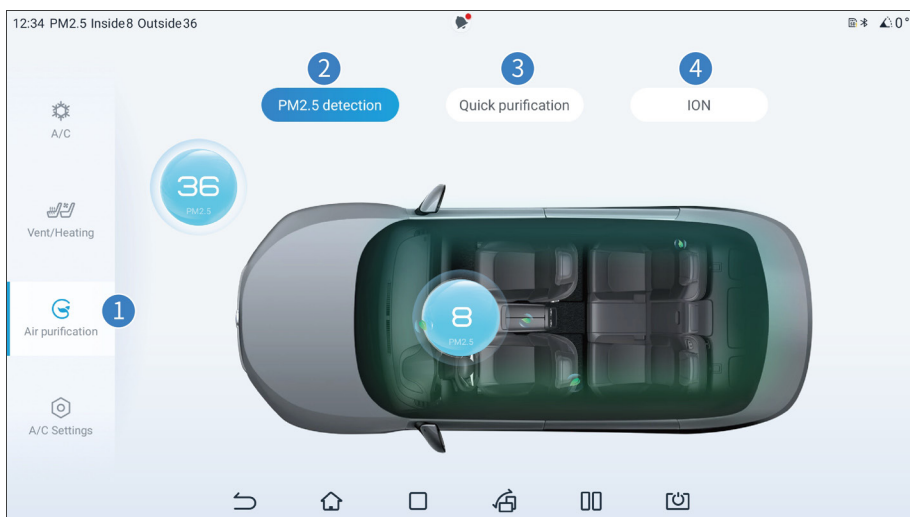 12:34 PM2.5 Inside8 Outside36
0°
2
3
4
PM2.5 detection
Quick purification
ION
A/C
36
PM2.5
Vent/Heating
1
Air purification
8
PM2.5
A/C Settings